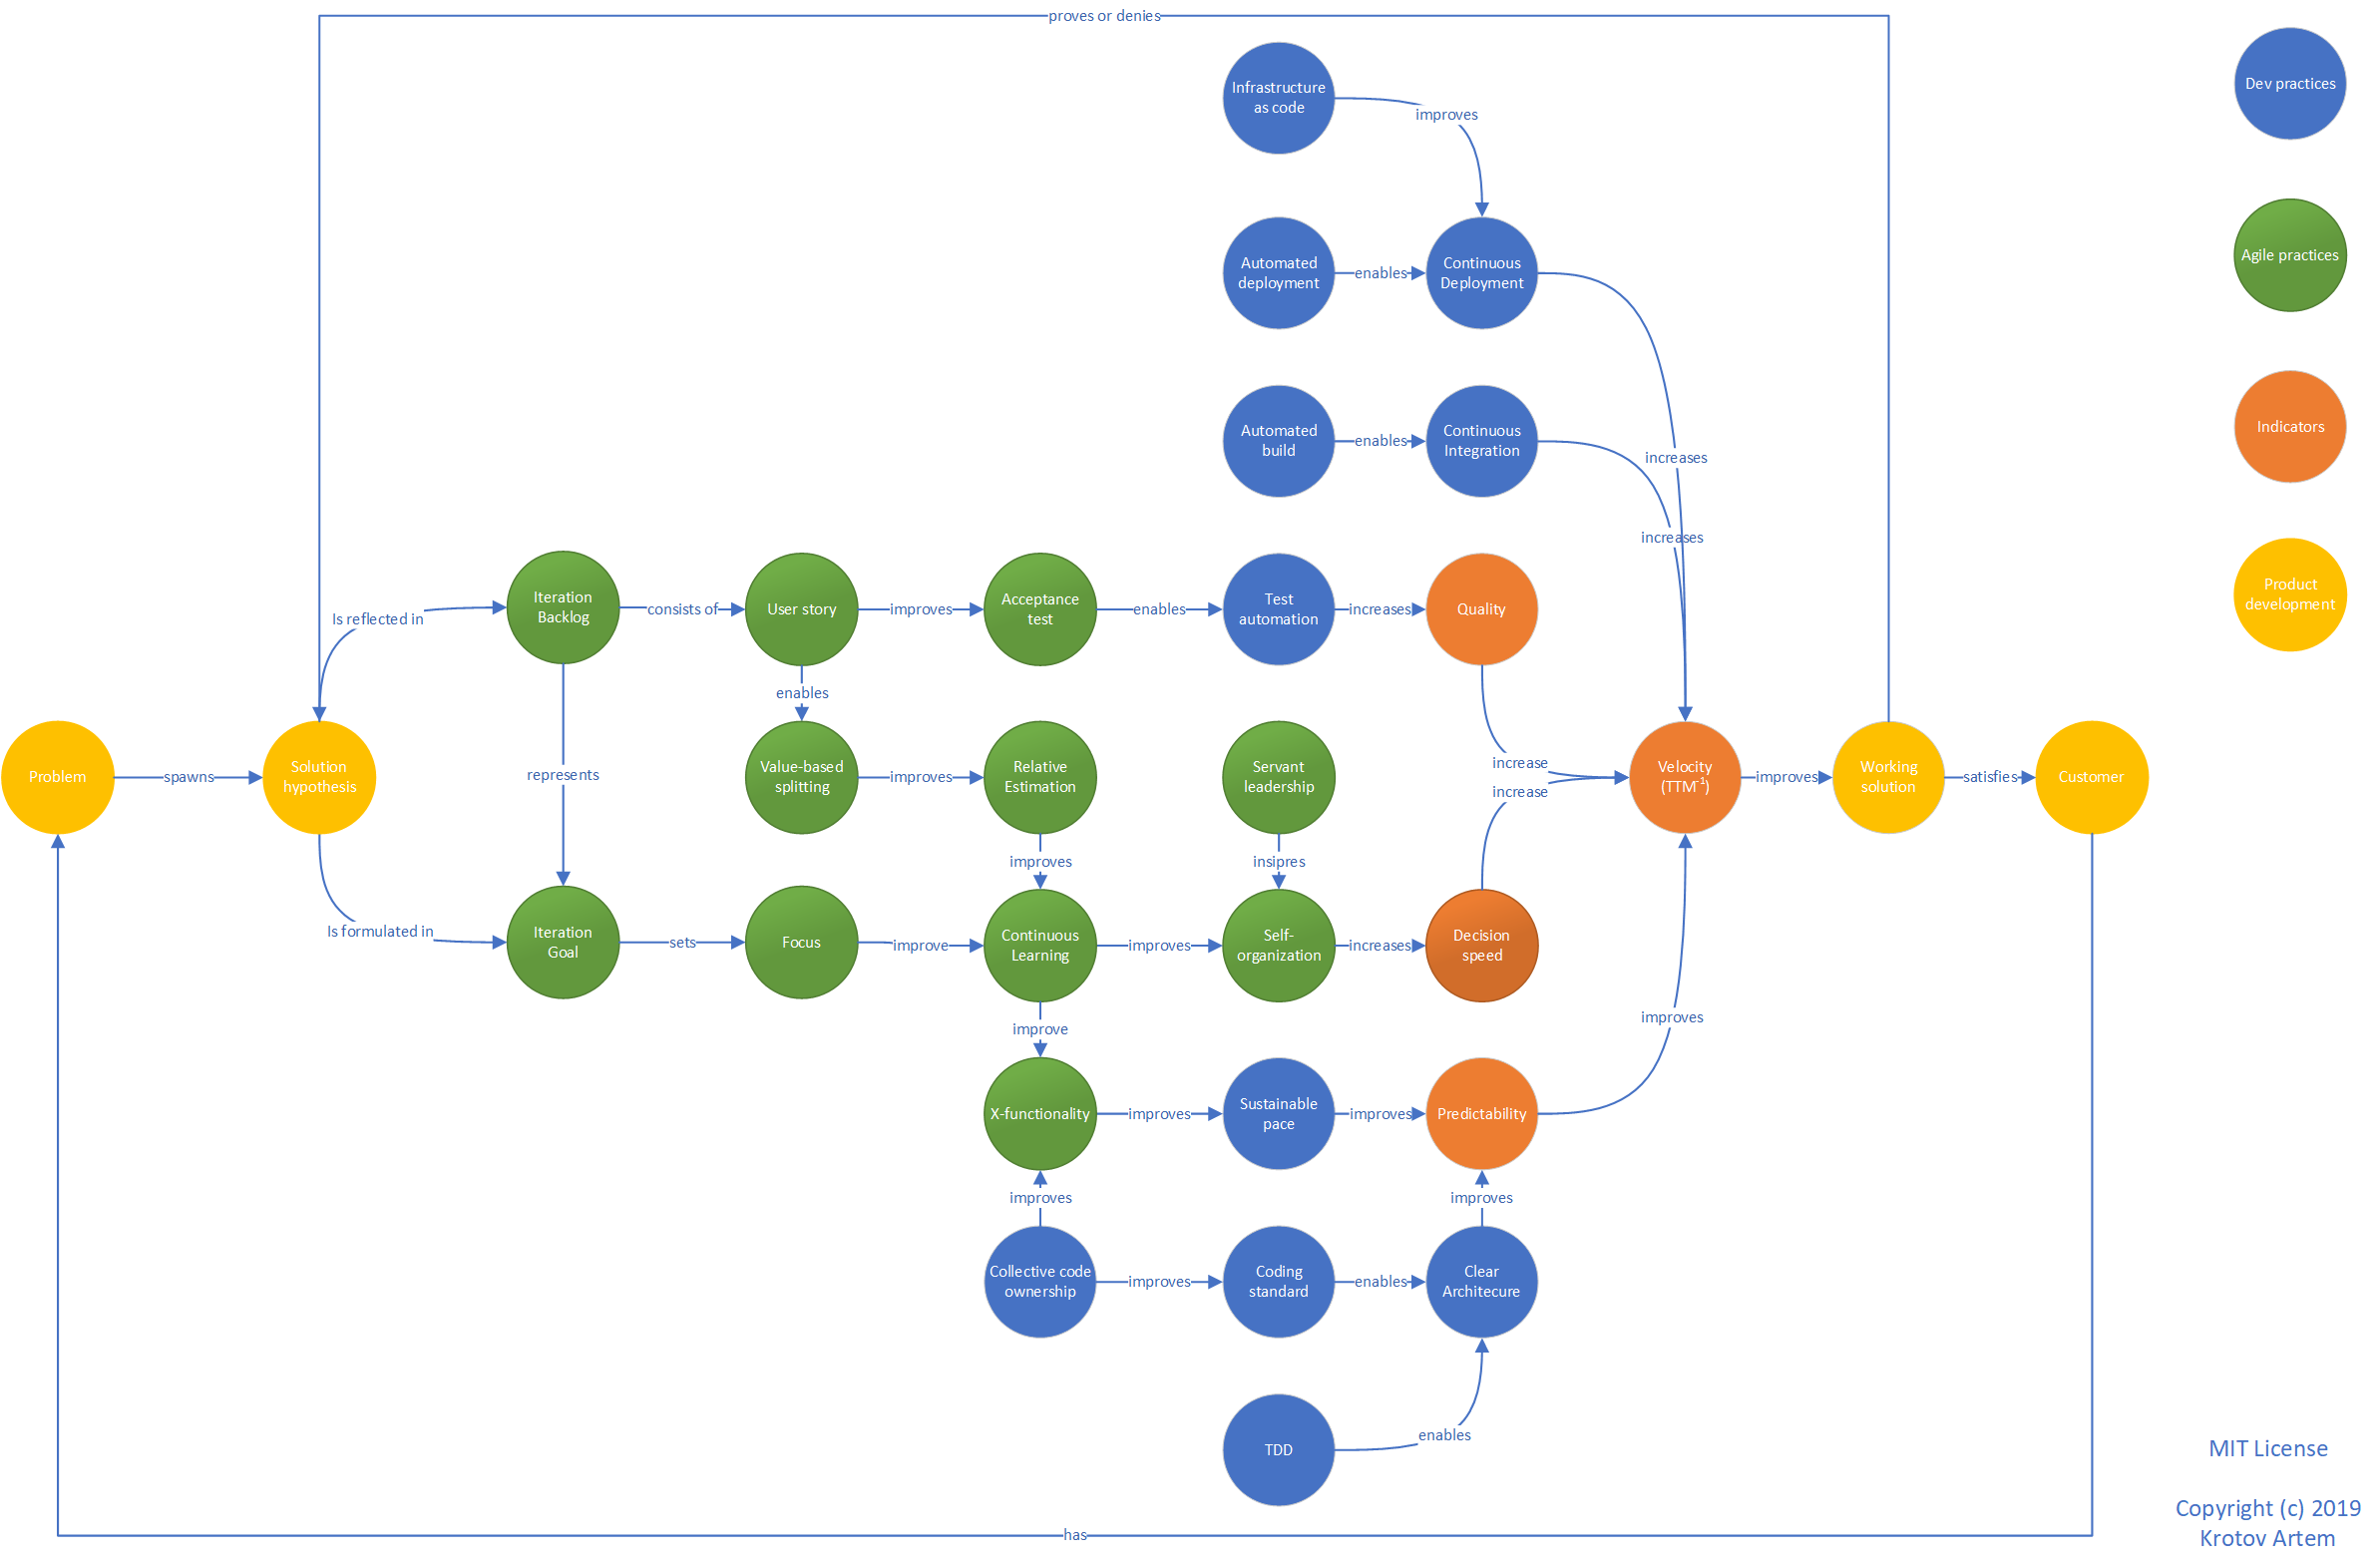 proves or denies
Infrastructure
as code
improves
Dev practices
Agile practices
Automated
deployment
enables
Continuous
Deployment
Automated
build
enables
Continuous
Integration
increases
increases
Indicators
Product
development
Is reflected in
Iteration
Backlog
consists of
User story
improves
Acceptance
test
enables
Test
automation
increases
Quality
enables
Problem
spawns
Solution
hypothesis
represents
Value-based
splitting
improves
Relative
Estimation
Servant
leadership
increase
increase
Velocity
(TTM⁻¹)
improves
Working
solution
satisfies
Customer
improves
insipres
Is formulated in
Iteration
Goal
sets
Focus
improve
Continuous
Learning
improves
Self-
organization
increases
Decision
speed
improve
improves
X-functionality
improves
Sustainable
pace
improves
Predictability
improves
improves
Collective code
ownership
improves
Coding
standard
enables
Clear
Architecure
TDD
enables
has
MIT License
Copyright (c) 2019
Krotov Artem